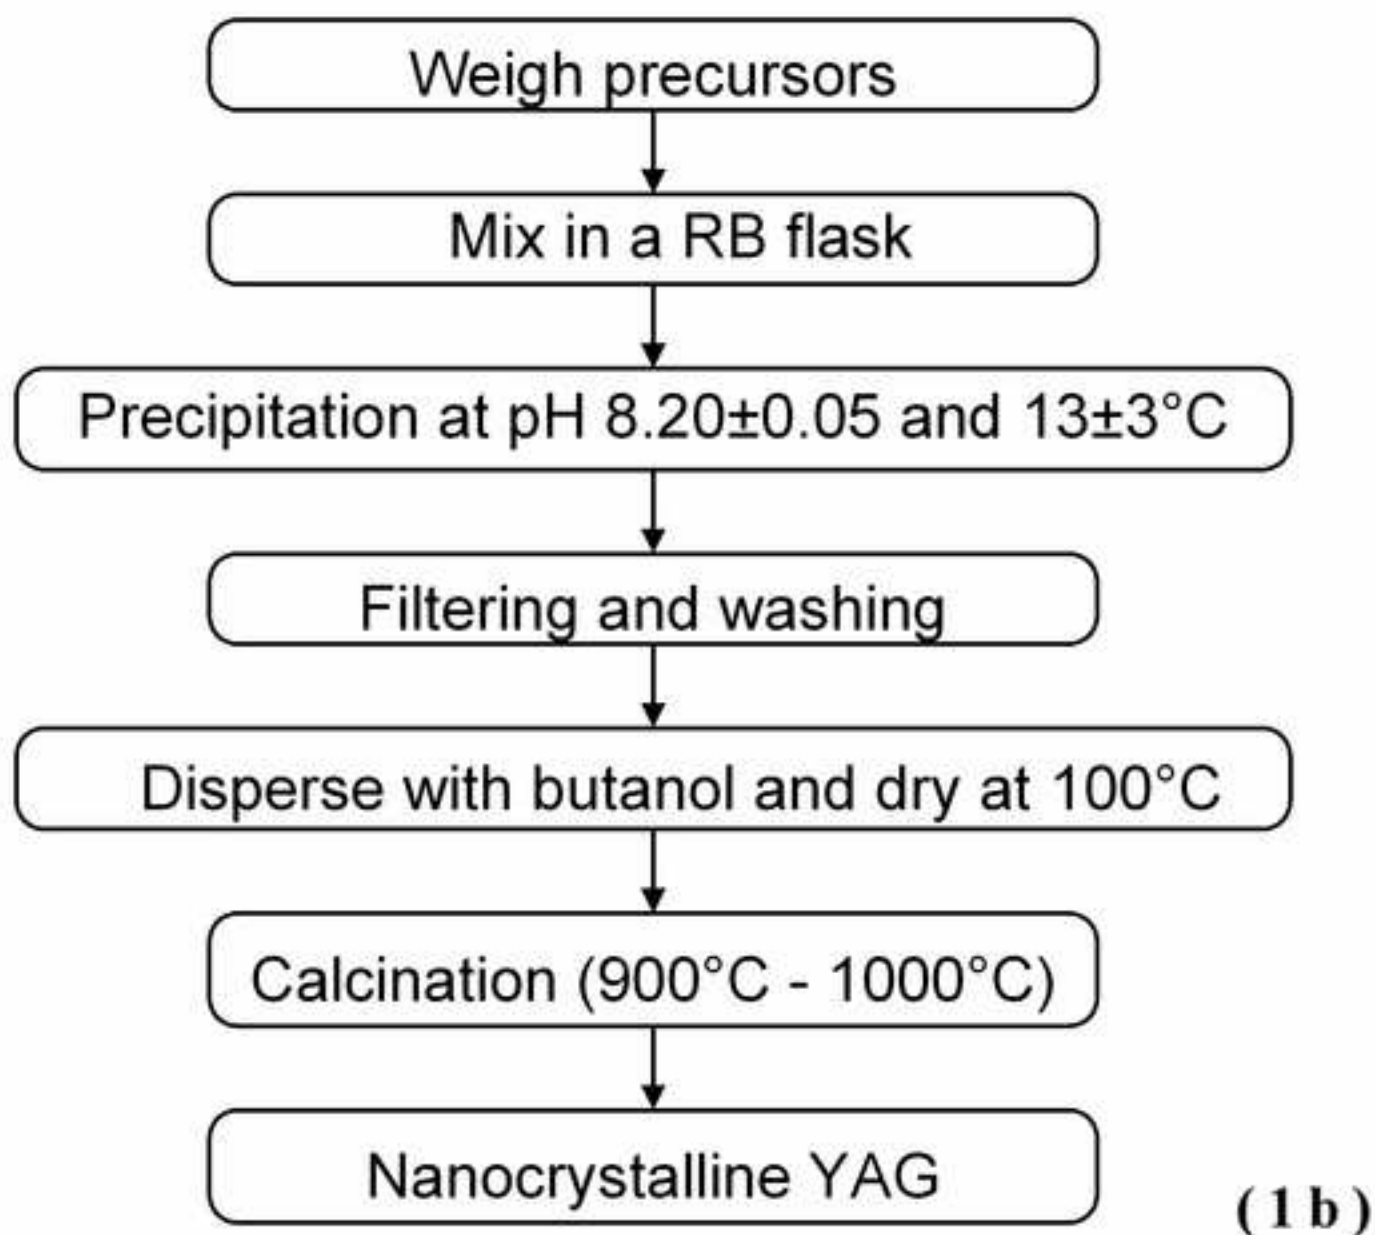 Weigh precursors
Mix in a RB flask
Precipitation at pH 8.20±0.05 and 13±3°C
Filtering and washing
Disperse with butanol and dry at 100°C
Calcination (900°C - 1000°C)
Nanocrystalline YAG
( 1 b )